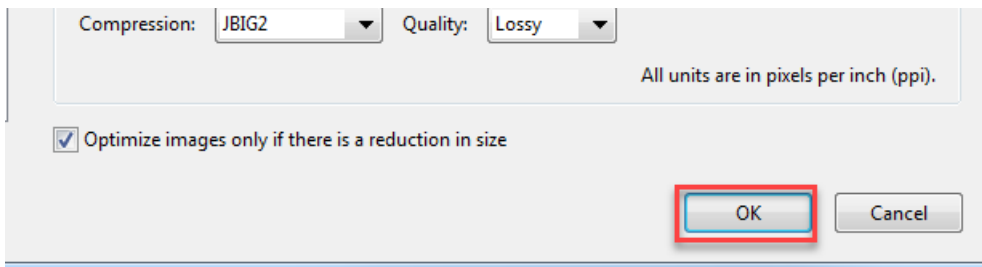 Compression: JBIG2 Quality: Lossy
All units are in pixels per inch (ppi).
Optimize images only if there is a reduction in size
OK Cancel